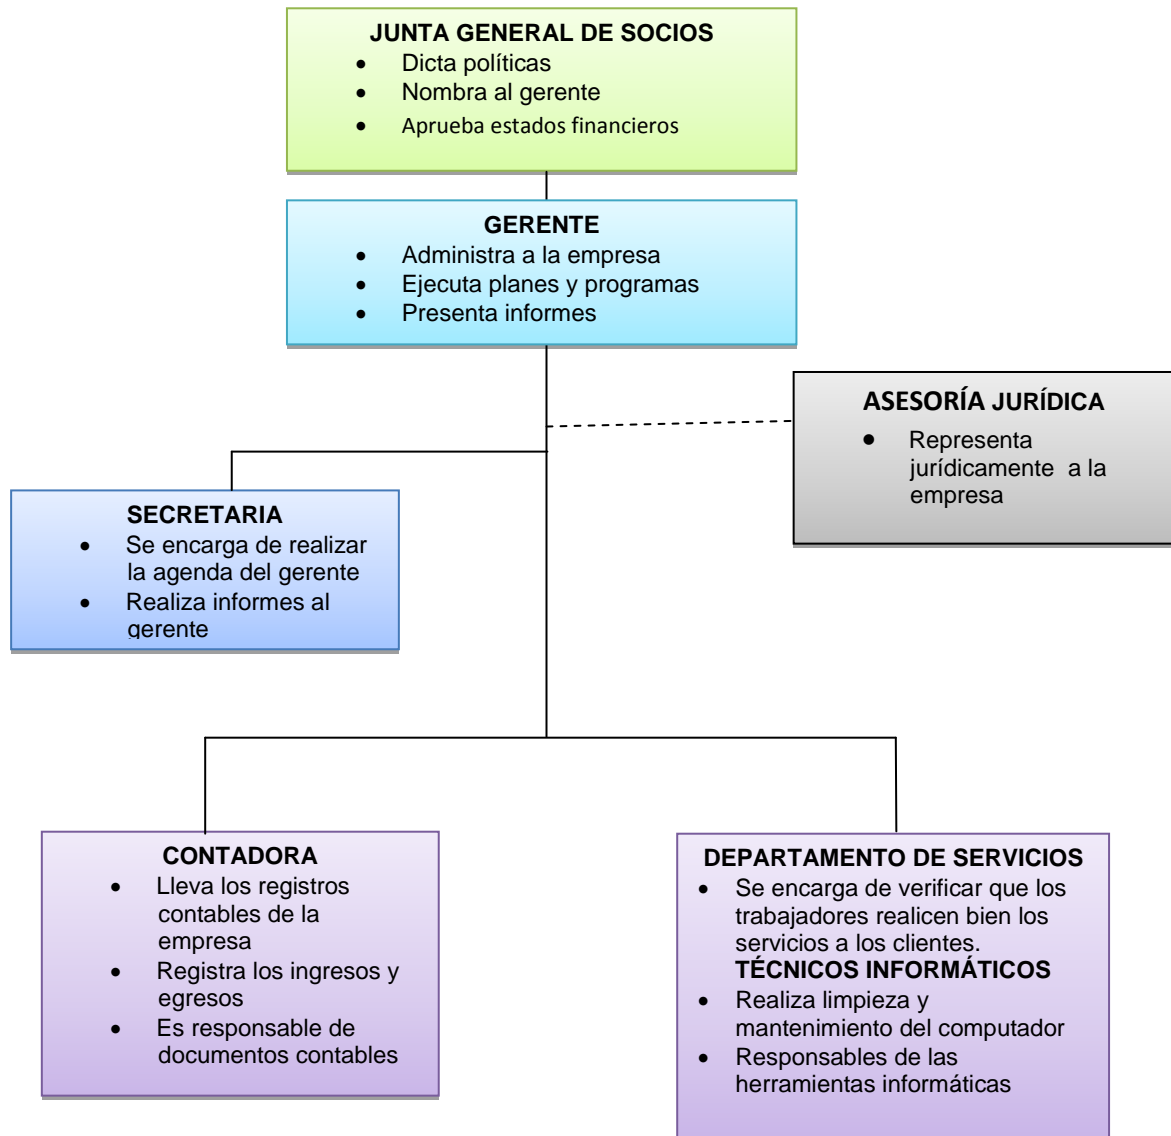 JUNTA GENERAL DE SOCIOS
• Dicta políticas
• Nombra al gerente
• Aprueba estados financieros
GERENTE
• Administra a la empresa
• Ejecuta planes y programas
• Presenta informes
ASESORÍA JURÍDICA
• Representa
jurídicamente a la
empresa
SECRETARIA
• Se encarga de realizar
la agenda del gerente
• Realiza informes al
gerente
CONTADORA
• Lleva los registros
contables de la
empresa
• Registra los ingresos y
egresos
• Es responsable de
documentos contables
DEPARTAMENTO DE SERVICIOS
• Se encarga de verificar que los
trabajadores realicen bien los
servicios a los clientes.
TÉCNICOS INFORMÁTICOS
• Realiza limpieza y
mantenimiento del computador
• Responsables de las
herramientas informáticas